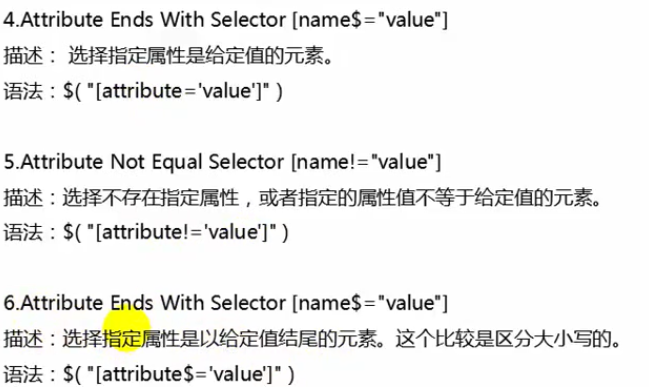 4.Attribute Ends With Selector [name$="value"]
描述： 选择指定属性是给定值的元素。
语法：$( "[attribute='value']" )
5.Attribute Not Equal Selector [name!="value"]
描述：选择不存在指定属性，或者指定的属性值不等于给定值的元素。
语法：$( "[attribute!='value']" )
6.Attribute Ends With Selector [name$="value"]
描述：选择指定属性是以给定值结尾的元素。这个比较是区分大小写的。
语法：$( "[attribute$='value']" )